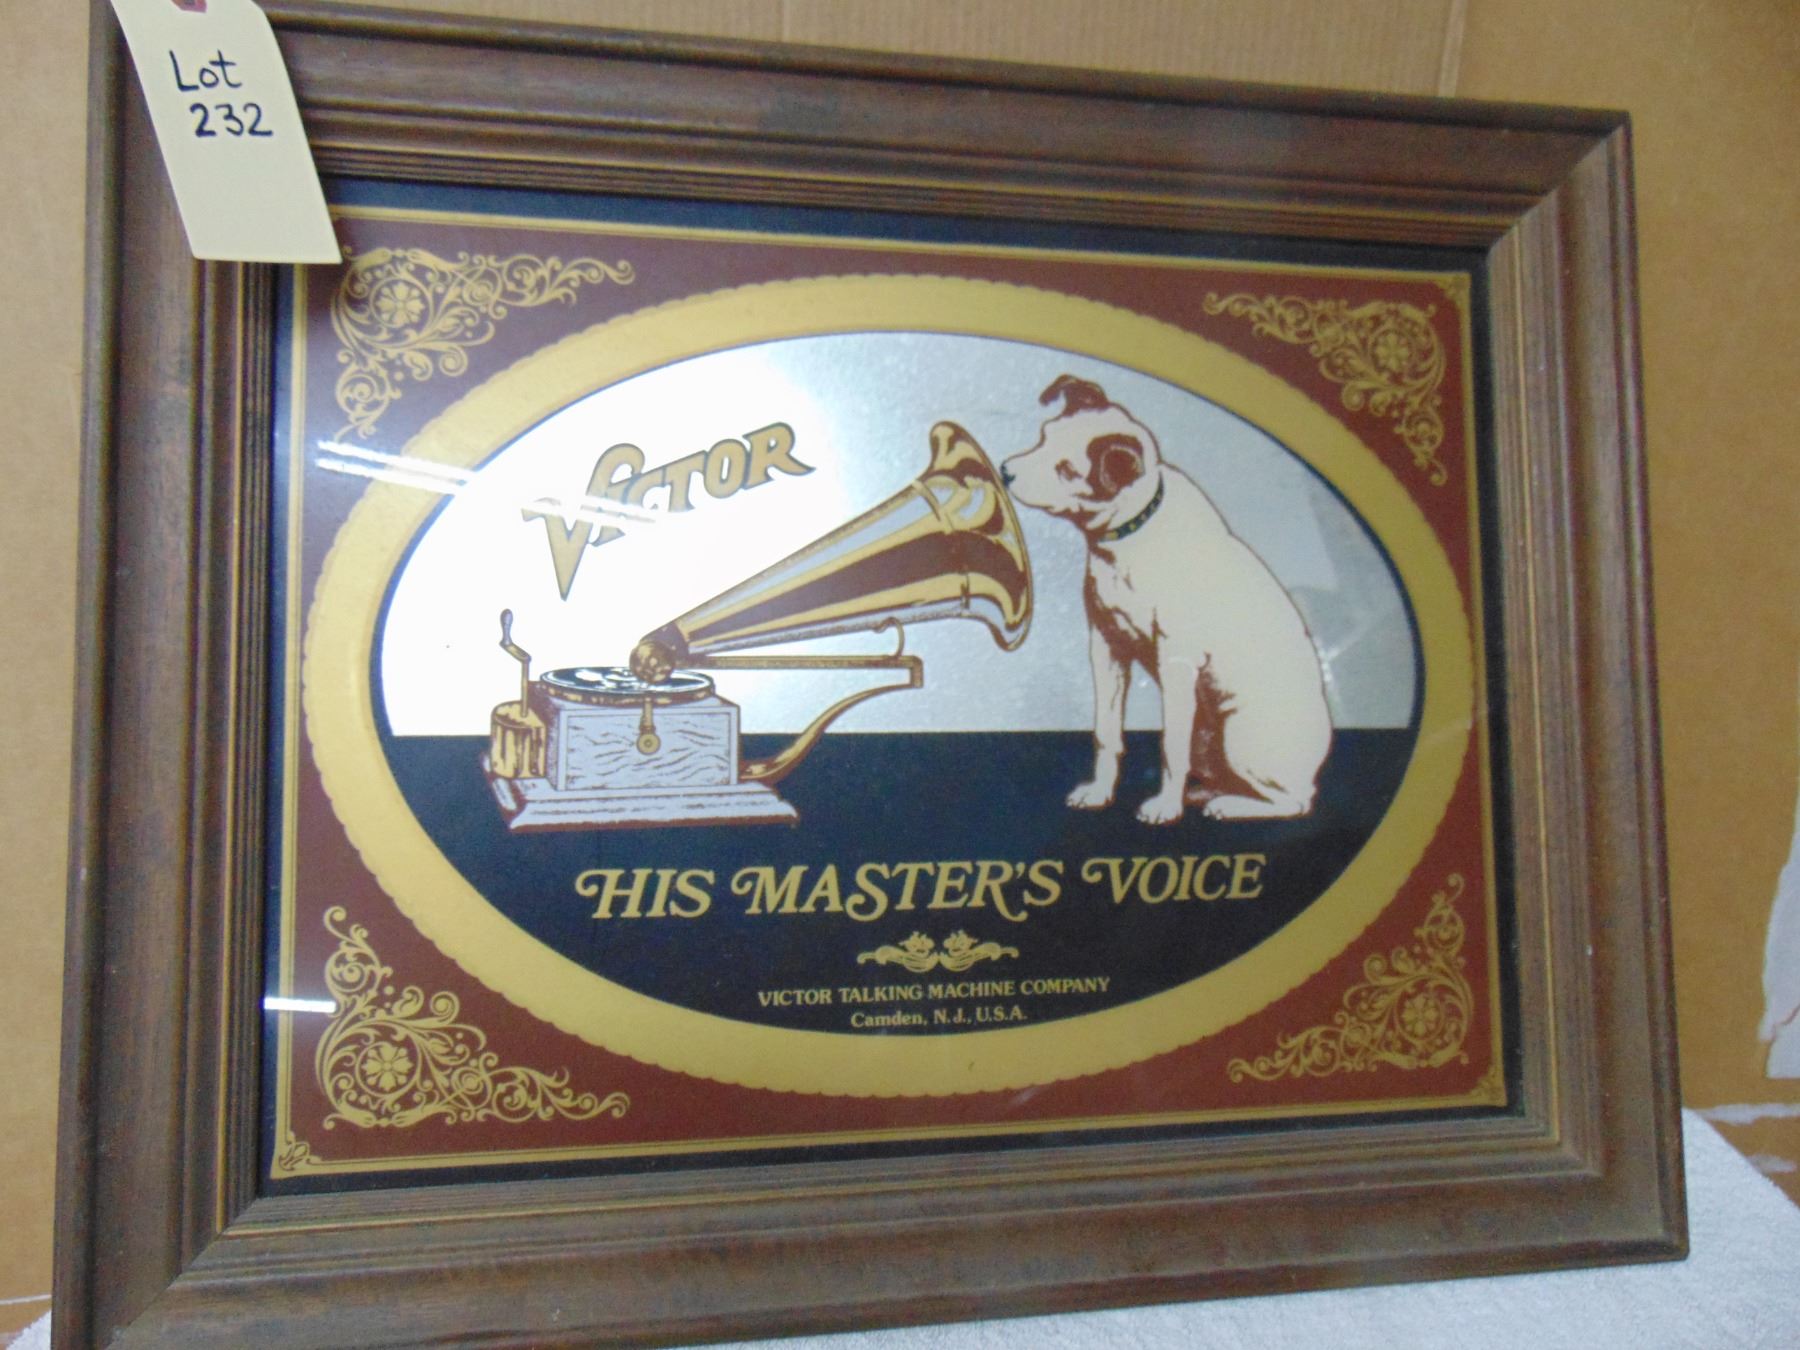 Lot
232
VICTOR
HIS MASTER'S VOICE
VICTOR TALKING MACHINE COMPANY
Camden, N.J., U.S.A.